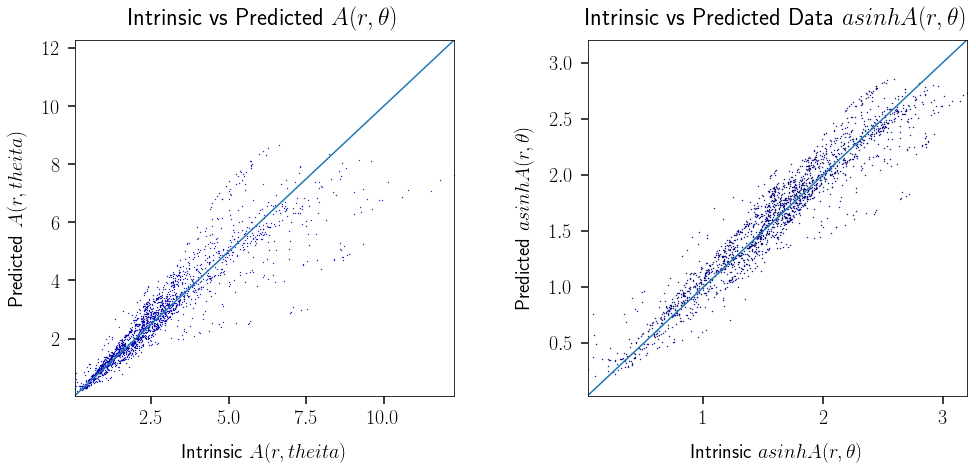 Intrinsic vs Predicted A(r, θ)
12
10
8
6
4
2
Predicted A(r, theita)
2.5 5.0 7.5 10.0
Intrinsic A(r, theita)
Intrinsic vs Predicted Data asinhA(r, θ)
3.0
2.5
2.0
1.5
1.0
0.5
Predicted asinhA(r, θ)
1 2 3
Intrinsic asinhA(r, θ)